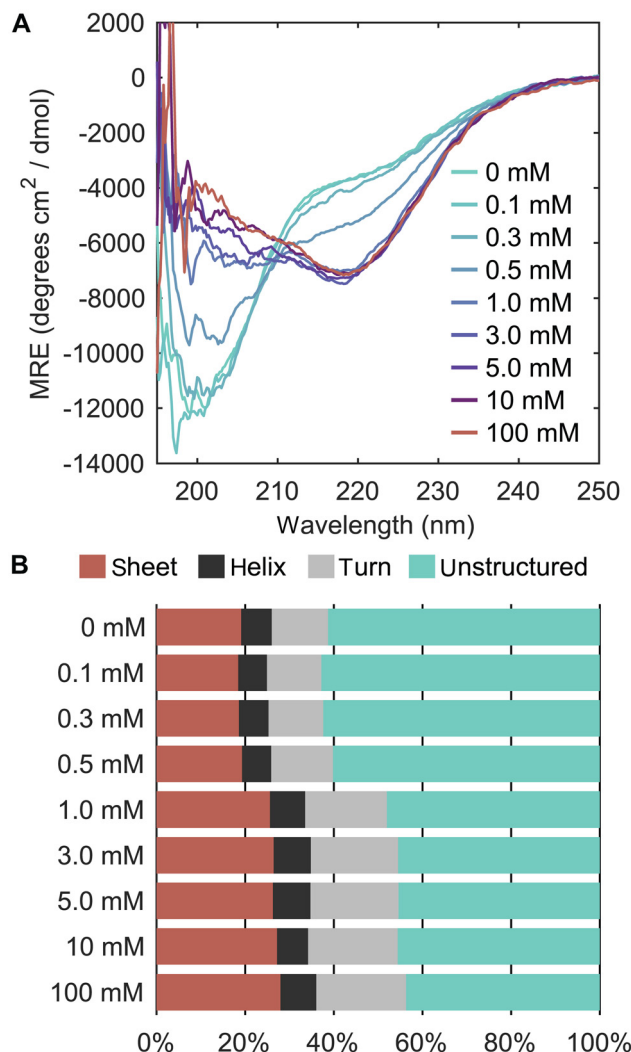 A
2000
0
-2000
-4000
-6000
-8000
-10000
-12000
-14000
MRE (degrees cm² / dmol)
0 mM
0.1 mM
0.3 mM
0.5 mM
1.0 mM
3.0 mM
5.0 mM
10 mM
100 mM
200 210 220 230 240 250
Wavelength (nm)
B
Sheet Helix Turn Unstructured
0 mM
0.1 mM
0.3 mM
0.5 mM
1.0 mM
3.0 mM
5.0 mM
10 mM
100 mM
0% 20% 40% 60% 80% 100%